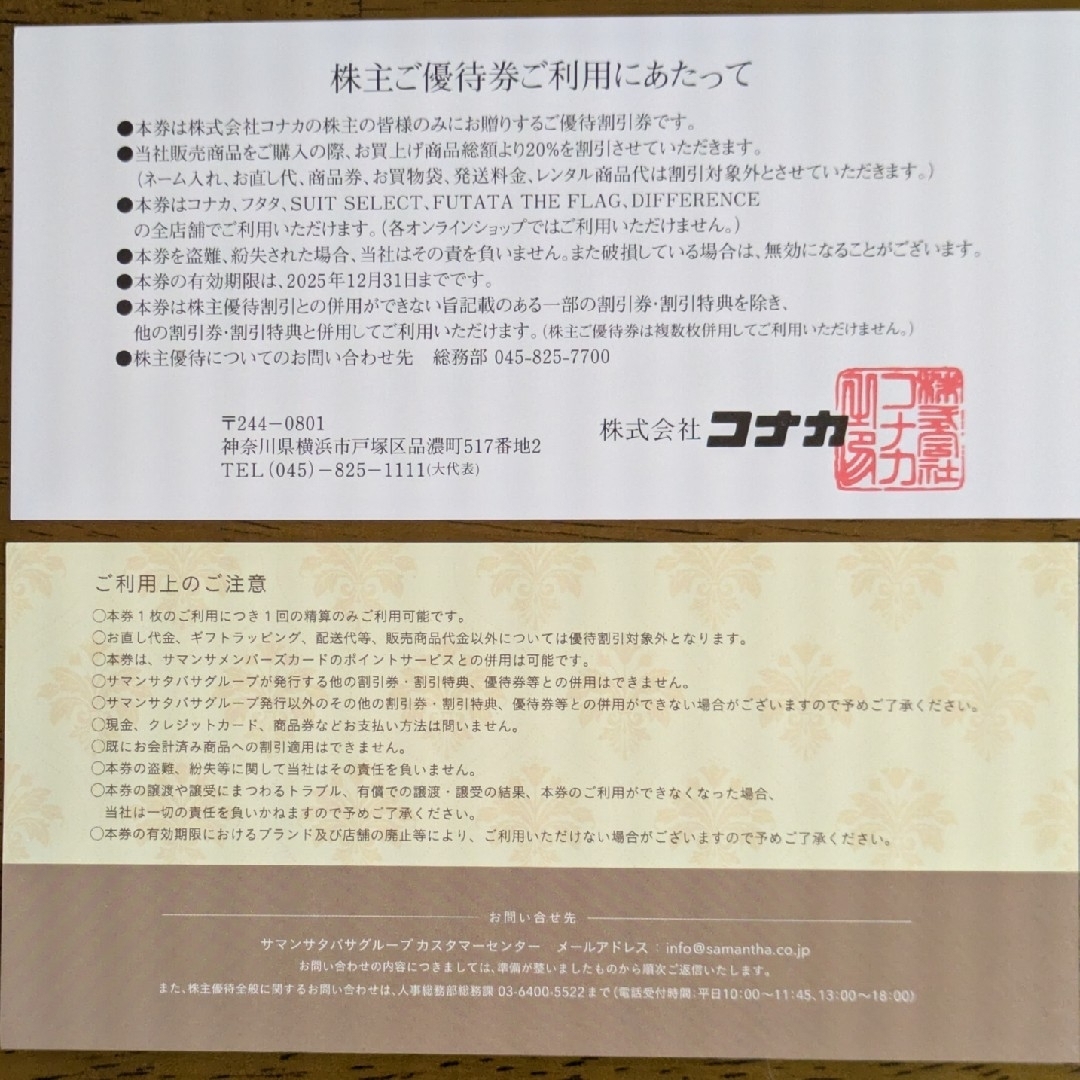 株主ご優待券ご利用にあたって
●本券は株式会社コナカの株主の皆様のみにお贈りするご優待割引券です。
●当社販売商品をご購入の際、お買上げ商品総額より20%を割引させていただきます。
(ネーム入れ、お直し代、商品券、お買物袋、発送料金、レンタル商品代は割引対象外とさせていただきます。)
●本券はコナカ、フタタ、SUIT SELECT、FUTATA THE FLAG、DIFFERENCE
の全店舗でご利用いただけます。(各オンラインショップではご利用いただけません。)
●本券を盗難、紛失された場合、当社はその責を負いません。また破損している場合は、無効になることがございます。
●本券の有効期限は、2025年12月31日までです。
●本券は株主優待割引との併用ができない旨記載のある一部の割引券・割引特典を除き、
他の割引券・割引特典と併用してご利用いただけます。(株主ご優待券は複数枚併用してご利用いただけません。)
●株主優待についてのお問い合わせ先　総務部 045-825-7700
〒244-0801
神奈川県横浜市戸塚区品濃町517番地2
TEL(045)-825-1111(大代表)
株式会社コナカ
株式会社
コナカ
ご利用上のご注意
○本券1枚のご利用につき1回の精算のみご利用可能です。
○お直し代金、ギフトラッピング、配送代等、販売商品代金以外については優待割引対象外となります。
○本券は、サマンサメンバーズカードのポイントサービスとの併用は可能です。
○サマンサタバサグループが発行する他の割引券・割引特典、優待券等との併用はできません。
○サマンサタバサグループ発行以外のその他の割引券・割引特典、優待券等との併用ができない場合がございますので予めご了承ください。
○現金、クレジットカード、商品券などお支払い方法は問いません。
○既にお会計済み商品への割引適用はできません。
○本券の盗難、紛失等に関して当社はその責任を負いません。
○本券の譲渡や譲受にまつわるトラブル、有償での譲渡・譲受の結果、本券のご利用ができなくなった場合、
当社は一切の責任を負いかねますので予めご了承ください。
○本券の有効期限におけるブランド及び店舗の廃止等により、ご利用いただけない場合がございますので予めご了承ください。
お問い合せ先
サマンサタバサグループ カスタマーセンター　メールアドレス：info@samantha.co.jp
お問い合わせの内容につきましては、準備が整いましたものから順次ご返信いたします。
また、株主優待全般に関するお問い合わせは、人事総務部総務課 03-6400-5522まで(電話受付時間:平日10:00〜11:45、13:00〜18:00)